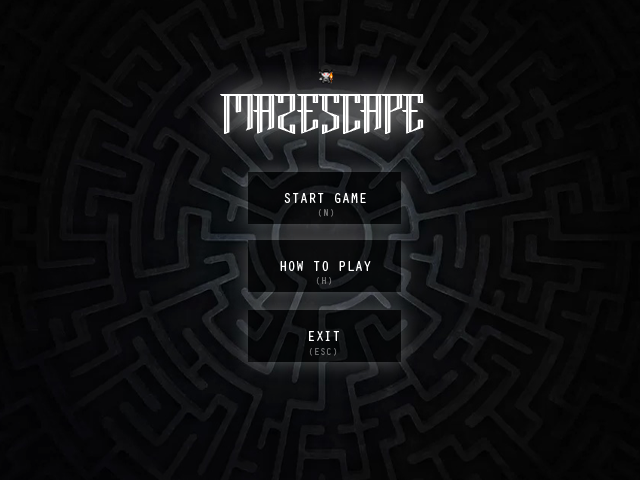 MAZESCAPE
START GAME
(N)
HOW TO PLAY
(H)
EXIT
(ESC)